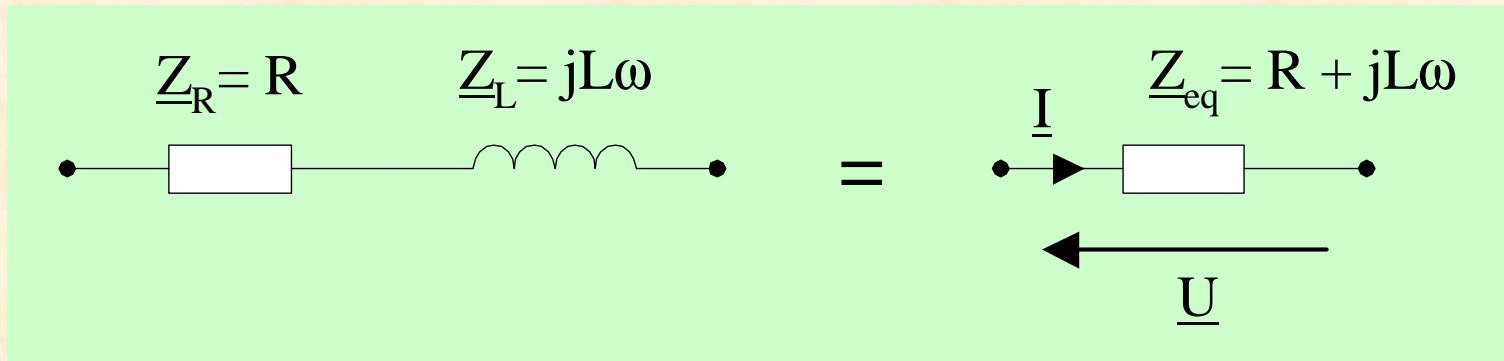 Z_R = R
Z_L = jLω
=
Z_eq = R + jLω
I
U